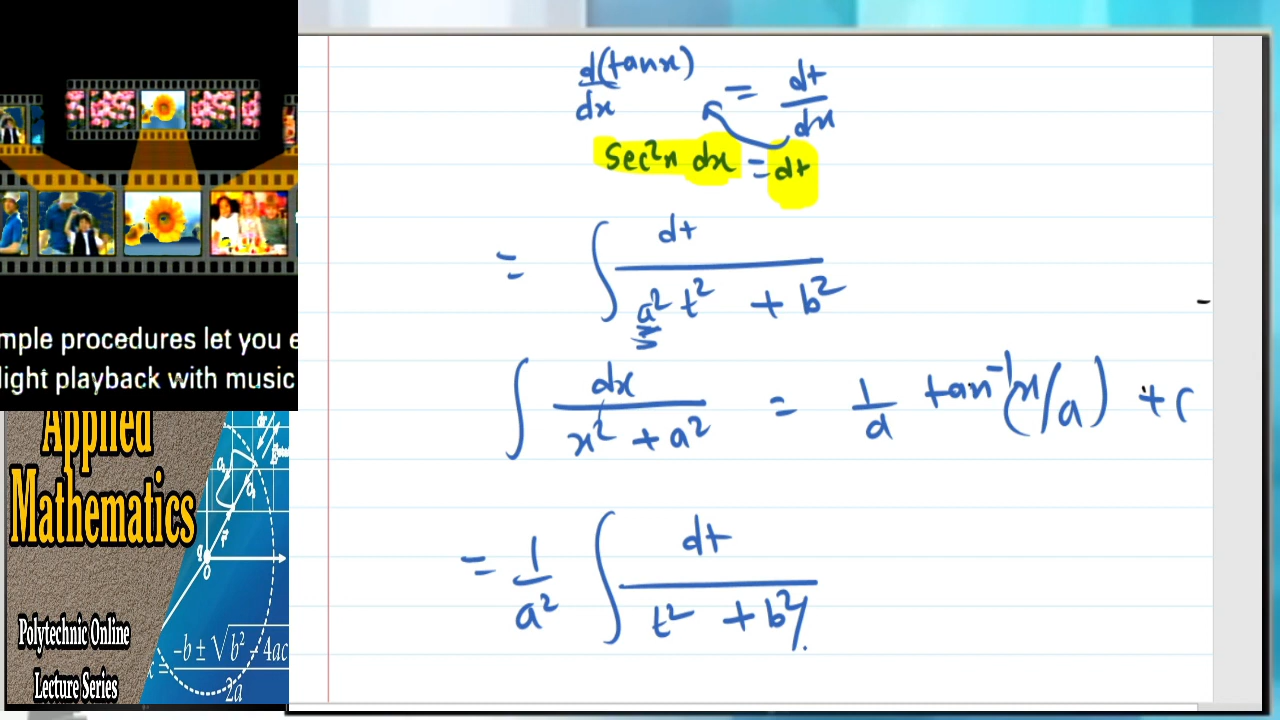 d(tanx)/dx = dt/dx
sec²x dx = dt
= ∫ dt / a² t² + b²
∫ dx / x² + a² = 1/a tan⁻¹(x/a) + c
= 1/a² ∫ dt / t² + b²/
mple procedures let you e
light playback with music
Applied
Mathematics
Polytechnic Online
Lecture Series
-b ± √b² - 4ac
2a